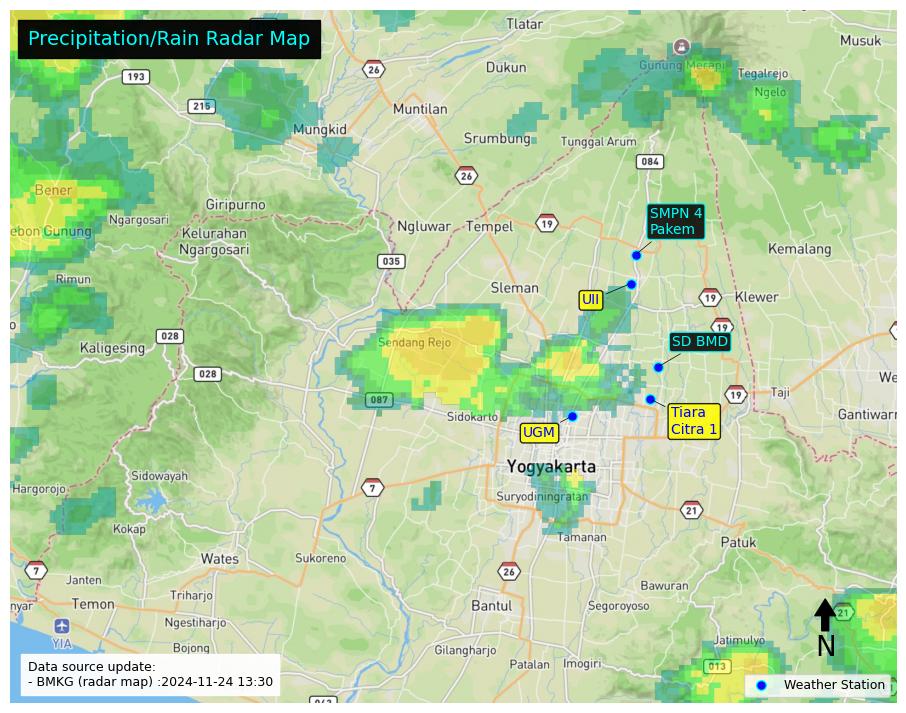 Precipitation/Rain Radar Map
Tlatar
Musuk
193
26
Dukun
Gunung Merapi
Tegalrejo
Ngelo
215
Muntilan
Mungkid
Srumbung
Tunggal Arum
084
26
Bener
Giripurno
SMPN 4
Pakem
Ngargosari
Kelurahan
Ngargosari
Ngluwar
Tempel
19
ebon Gunung
Kemalang
035
Rimun
Sleman
UII
19
Klewer
19
028
Kaligesing
Sendang Rejo
SD BMD
028
087
19
Taji
We
Sidokarto
Tiara
Citra 1
Gantiwarn
UGM
Yogyakarta
Sidowayah
Hargorojo
7
Suryodiningratan
21
Kokap
Tamanan
Patuk
Wates
Sukoreno
7
Janten
26
Bawuran
nyar
Temon
Triharjo
Bantul
Segoroyoso
21
Ngestiharjo
N
YIA
Bojong
Gilangharjo
Jatimulyo
Patalan
Imogiri
013
Data source update:
- BMKG (radar map) :2024-11-24 13:30
Weather Station